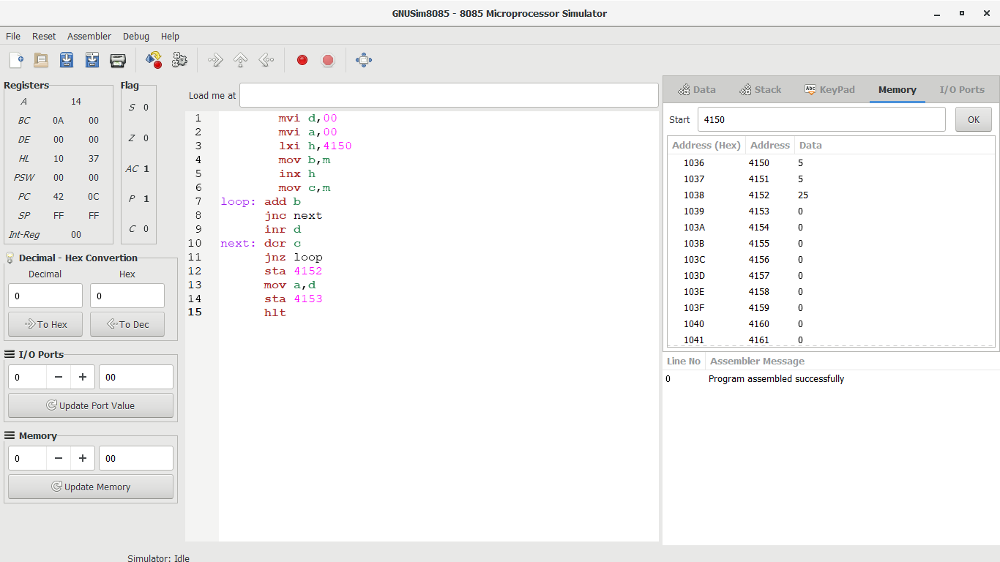 GNUSim8085 - 8085 Microprocessor Simulator
File Reset Assembler Debug Help
Registers
A 14
BC 0A 00
DE 00 00
HL 10 37
PSW 00 00
PC 42 0C
SP FF FF
Int-Reg 00
Flag
S 0
Z 0
AC 1
P 1
C 0
Decimal - Hex Convertion
Decimal Hex
0 0
To Hex To Dec
I/O Ports
0 − + 00
Update Port Value
Memory
0 − + 00
Update Memory
Load me at
1 mvi d,00
2 mvi a,00
3 lxi h,4150
4 mov b,m
5 inx h
6 mov c,m
7 loop: add b
8 jnc next
9 inr d
10 next: dcr c
11 jnz loop
12 sta 4152
13 mov a,d
14 sta 4153
15 hlt
Data Stack Abc KeyPad Memory I/O Ports
Start 4150 OK
Address (Hex) Address Data
1036 4150 5
1037 4151 5
1038 4152 25
1039 4153 0
103A 4154 0
103B 4155 0
103C 4156 0
103D 4157 0
103E 4158 0
103F 4159 0
1040 4160 0
1041 4161 0
Line No Assembler Message
0 Program assembled successfully
Simulator: Idle